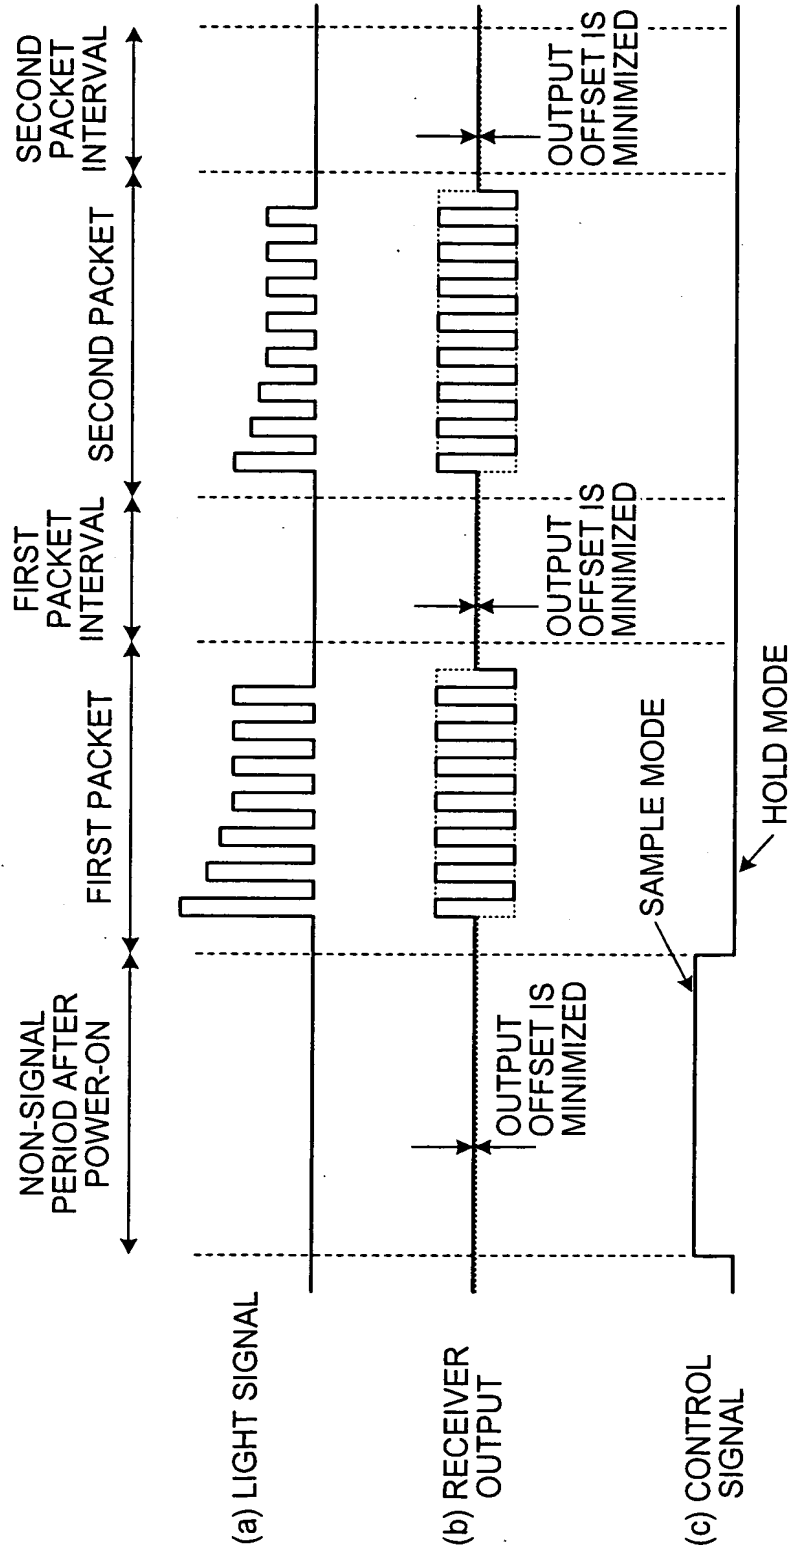 NON-SIGNAL
PERIOD AFTER
POWER-ON
FIRST PACKET
FIRST
PACKET
INTERVAL
SECOND PACKET
SECOND
PACKET
INTERVAL
(a) LIGHT SIGNAL
(b) RECEIVER
OUTPUT
OUTPUT
OFFSET IS
MINIMIZED
OUTPUT
OFFSET IS
MINIMIZED
OUTPUT
OFFSET IS
MINIMIZED
(c) CONTROL
SIGNAL
SAMPLE MODE
HOLD MODE